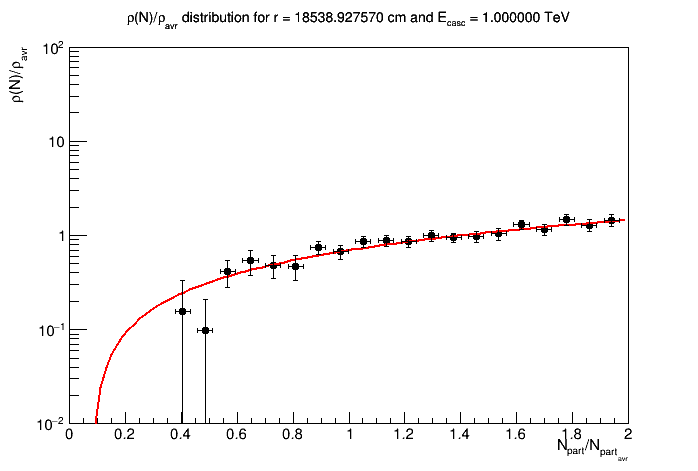 ρ(N)/ρavr distribution for r = 18538.927570 cm and Ecasc = 1.000000 TeV
ρ(N)/ρavr
10²
10
1
10⁻¹
10⁻²
0 0.2 0.4 0.6 0.8 1 1.2 1.4 1.6 1.8 2
Npart/Npartavr